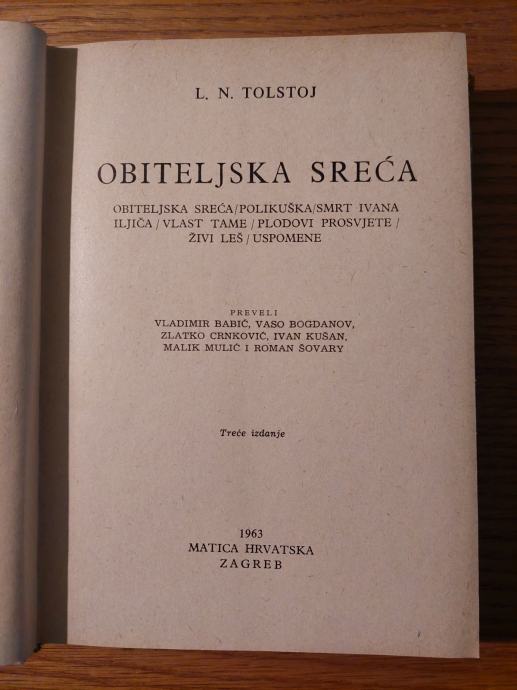 L. N. TOLSTOJ
OBITELJSKA SREĆA
OBITELJSKA SREĆA/POLIKUŠKA/SMRT IVANA
ILJIČA / VLAST TAME / PLODOVI PROSVJETE /
ŽIVI LEŠ / USPOMENE
PREVELI
VLADIMIR BABIĆ, VASO BOGDANOV,
ZLATKO CRNKOVIĆ, IVAN KUŠAN,
MALIK MULIĆ I ROMAN ŠOVARY
Treće izdanje
1963
MATICA HRVATSKA
ZAGREB